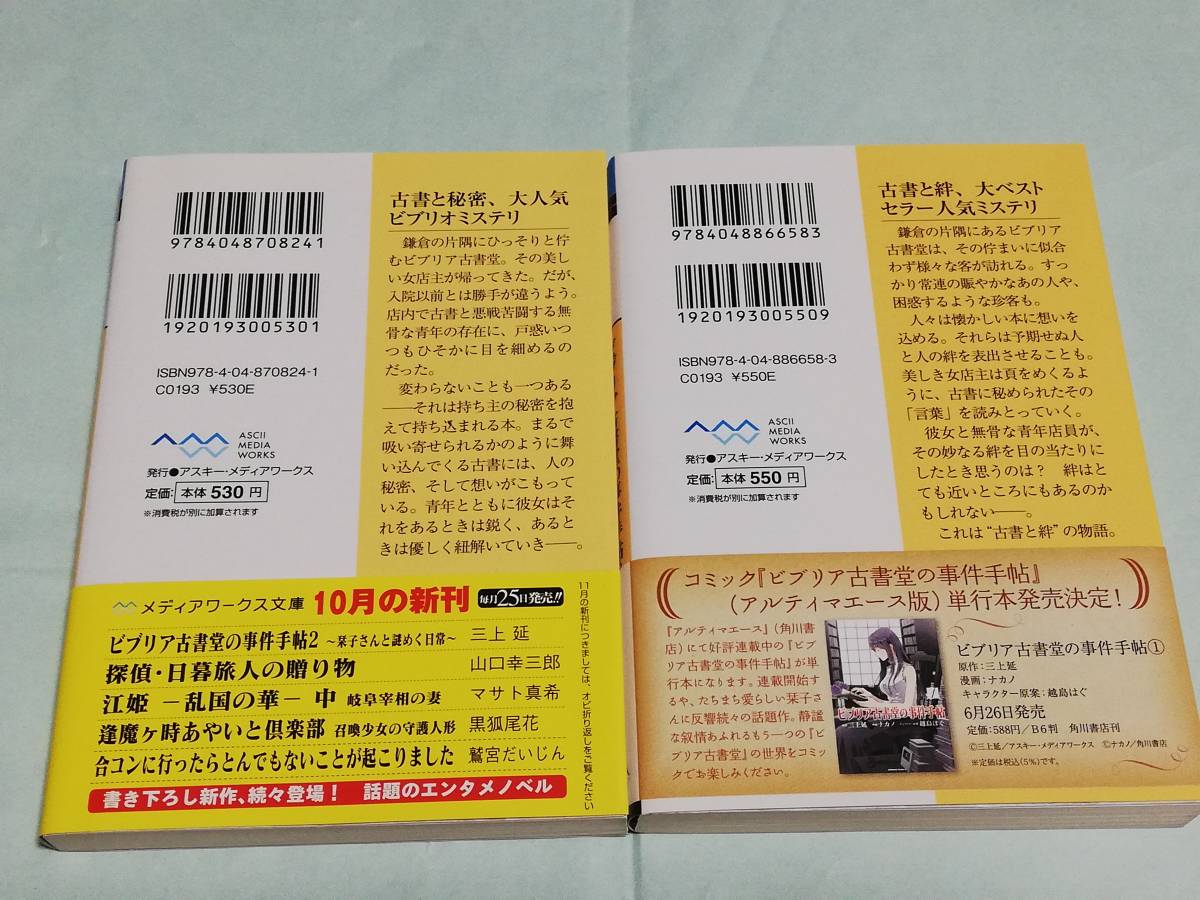 9784048708241
1920193005301
ISBN978-4-04-870824-1
C0193 ¥530E
ASCII
MEDIA
WORKS
発行●アスキー・メディアワークス
定価: 本体 530 円
※消費税が別に加算されます
古書と秘密、大人気
ビブリオミステリ
鎌倉の片隅にひっそりと佇
むビブリア古書堂。その美し
い女店主が帰ってきた。だが、
入院以前とは勝手が違うよう。
店内で古書と悪戦苦闘する無
骨な青年の存在に、戸惑いつ
つもひそかに目を細めるの
だった。
変わらないことも一つある
──それは持ち主の秘密を抱
えて持ち込まれる本。まるで
吸い寄せられるかのように舞
い込んでくる古書には、人の
秘密、そして想いがこもって
いる。青年とともに彼女はそ
れをあるときは鋭く、あると
きは優しく紐解いていき──。
メディアワークス文庫 10月の新刊 毎月25日発売!!
ビブリア古書堂の事件手帖2 ～栞子さんと謎めく日常～ 三上 延
探偵・日暮旅人の贈り物 山口幸三郎
江姫 －乱国の華－ 中 岐阜宰相の妻 マサト真希
逢魔ヶ時あやいと倶楽部 召喚少女の守護人形 黒狐尾花
合コンに行ったらとんでもないことが起こりました 鷲宮だいじん
書き下ろし新作、続々登場! 話題のエンタメノベル
11月の新刊につきましては、オビ折り返しをご覧ください
9784048866583
1920193005509
ISBN978-4-04-886658-3
C0193 ¥550E
ASCII
MEDIA
WORKS
発行●アスキー・メディアワークス
定価: 本体 550 円
※消費税が別に加算されます
古書と絆、大ベスト
セラー人気ミステリ
鎌倉の片隅にあるビブリア
古書堂は、その佇まいに似合
わず様々な客が訪れる。すっ
かり常連の賑やかなあの人や、
困惑するような珍客も。
人々は懐かしい本に想いを
込める。それらは予期せぬ人
と人の絆を表出させることも。
美しき女店主は頁をめくるよ
うに、古書に秘められたその
「言葉」を読みとっていく。
彼女と無骨な青年店員が、
その妙なる絆を目の当たりに
したとき思うのは? 絆はと
ても近いところにもあるのか
もしれない──。
これは“古書と絆”の物語。
コミック『ビブリア古書堂の事件手帖』
(アルティマエース版) 単行本発売決定!
『アルティマエース』(角川書
店)にて好評連載中の『ビブ
リア古書堂の事件手帖』が単
行本になります。連載開始す
るや、たちまち愛らしい栞子さ
んに反響続々の話題作。静謐
な叙情あふれるもう一つの『ビ
ブリア古書堂』の世界をコミッ
クでお楽しみください。
ビブリア古書堂の事件手帖
ビブリア古書堂の事件手帖①
原作:三上延
漫画:ナカノ
キャラクター原案:越島はぐ
6月26日発売
定価:588円/B6判 角川書店刊
©三上延/アスキー・メディアワークス ©ナカノ/角川書店
※定価は税込(5%)です。